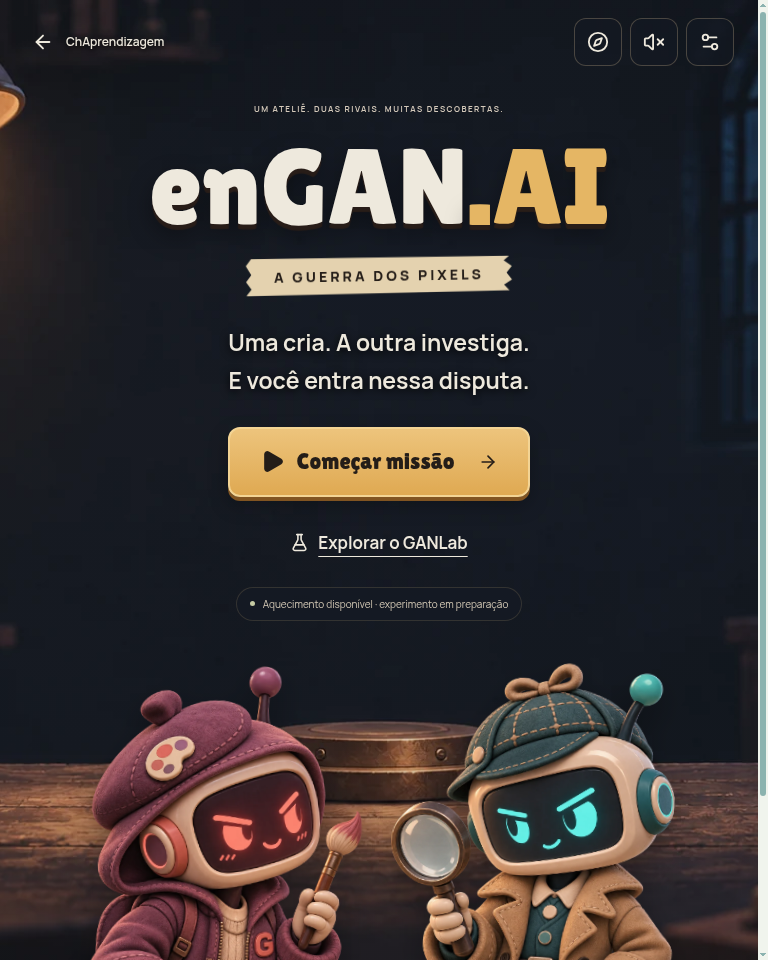 ChAprendizagem
UM ATELIÊ. DUAS RIVAIS. MUITAS DESCOBERTAS.
enGAN.AI
A GUERRA DOS PIXELS
Uma cria. A outra investiga.
E você entra nessa disputa.
Começar missão
Explorar o GANLab
Aquecimento disponível · experimento em preparação
G